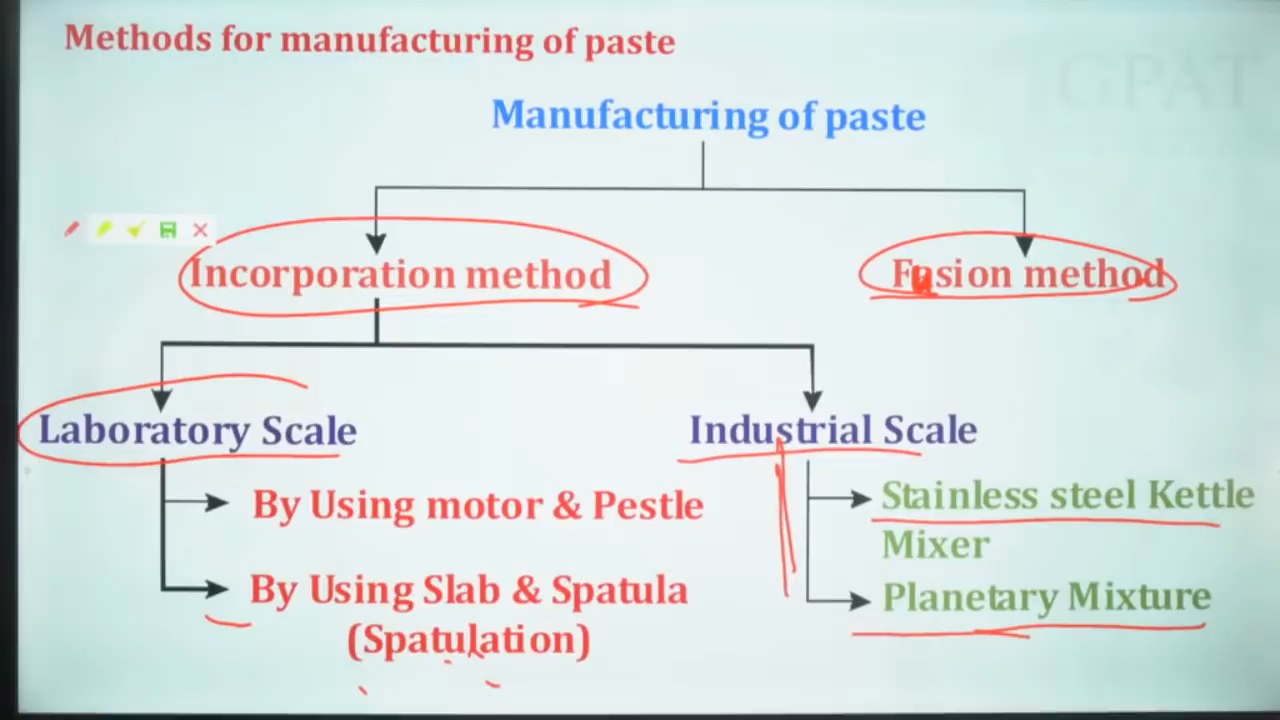 Methods for manufacturing of paste
GPAT
Manufacturing of paste
Incorporation method
Fusion method
Laboratory Scale
Industrial Scale
By Using motor & Pestle
By Using Slab & Spatula
(Spatulation)
Stainless steel Kettle
Mixer
Planetary Mixture